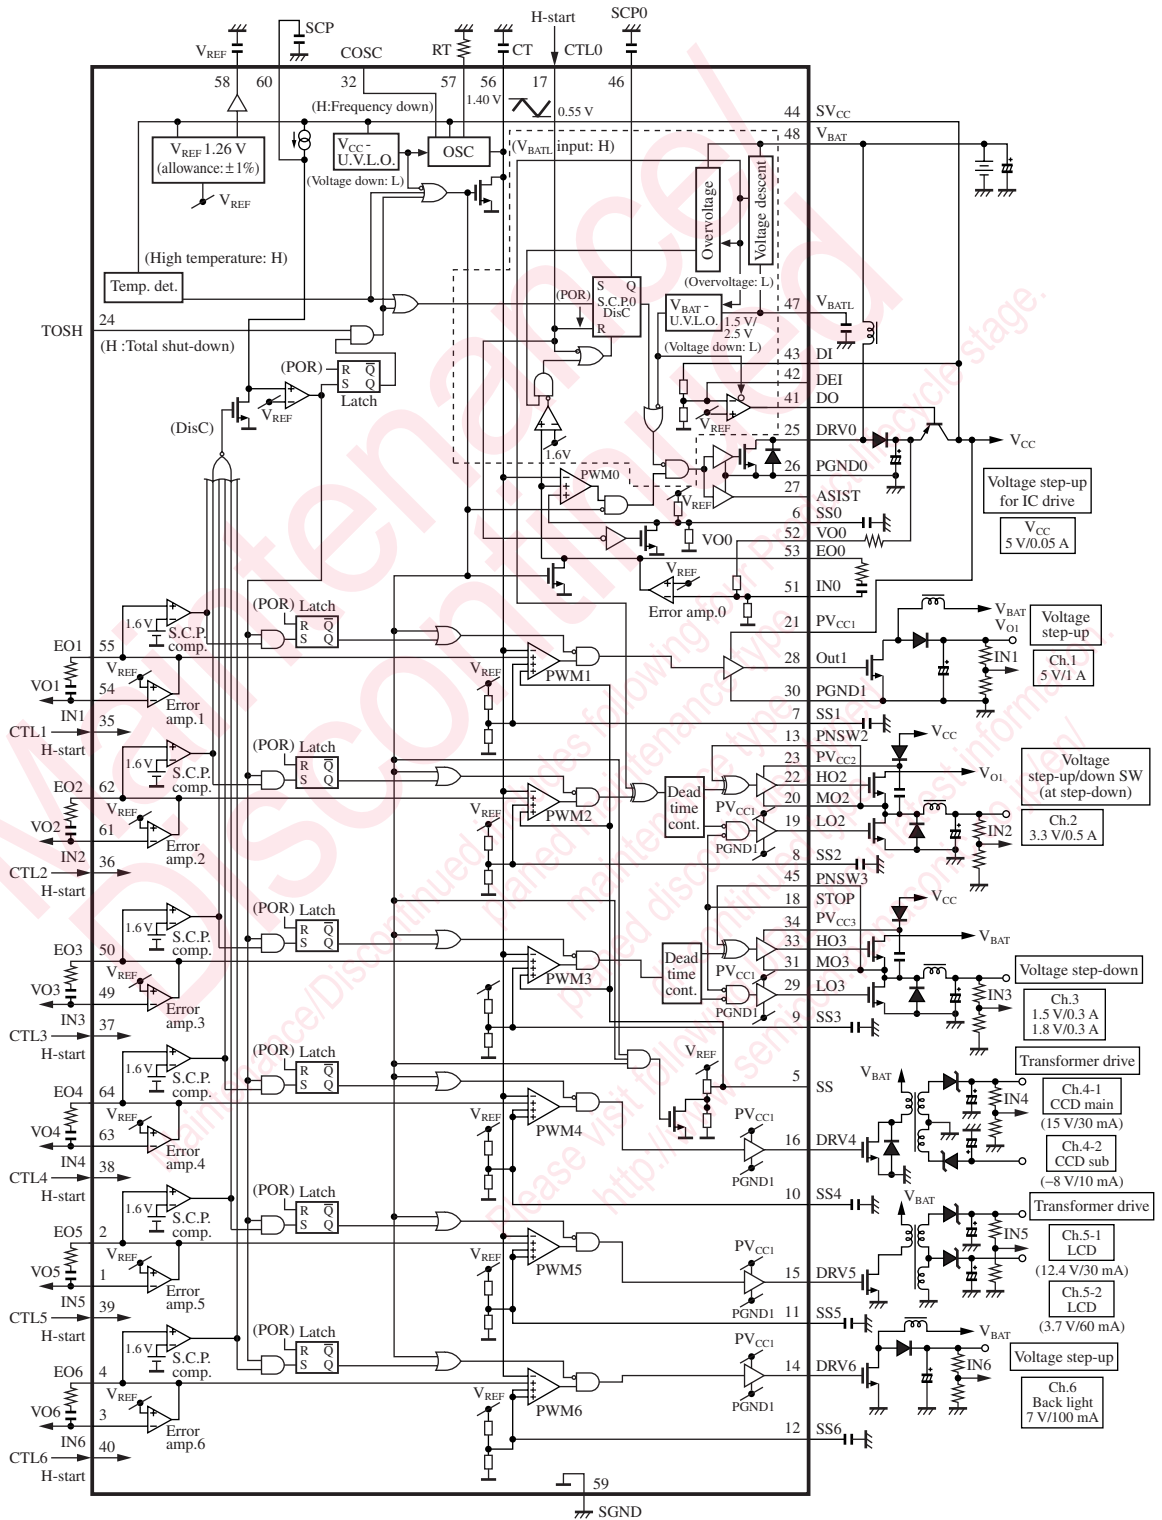 H-start
SCP0
SCP
VREF
COSC
RT
CT
CTL0
58
60
32
57
56
17
46
1.40 V
0.55 V
44
SVCC
48
VBAT
(H:Frequency down)
VREF 1.26 V
(allowance:±1%)
VREF
VCC -
U.V.L.O.
(Voltage down: L)
OSC
(VBATL
input: H)
Overvoltage
Voltage descent
(Overvoltage: L)
(High temperature: H)
Temp. det.
TOSH
24
(H :Total shut-down)
(POR)
S
Q
S.C.P.0
DisC
R
VBAT -
U.V.L.O.
1.5 V/
2.5 V
(Voltage down: L)
47
VBATL
43
DI
42
DEI
41
DO
VREF
(POR)
R
Q
S
Q
Latch
(DisC)
VREF
1.6V
25
DRV0
VCC
26
PGND0
27
ASIST
PWM0
VREF
6
SS0
52
VO0
VO0
53
EO0
51
IN0
VREF
Error amp.0
Voltage step-up
for IC drive
VCC
5 V/0.05 A
21
PVCC1
28
Out1
30
PGND1
7
SS1
VBAT
VO1
IN1
Voltage
step-up
Ch.1
5 V/1 A
1.6 V
S.C.P.
comp.
(POR)
Latch
R
Q
S
Q
EO1
55
VREF
VO1
54
Error
amp.1
IN1
CTL1
35
H-start
VREF
PWM1
13
PNSW2
23
PVCC2
22
HO2
20
MO2
19
LO2
8
SS2
VCC
VO1
IN2
Voltage
step-up/down SW
(at step-down)
Ch.2
3.3 V/0.5 A
1.6 V
S.C.P.
comp.
(POR)
Latch
R
Q
S
Q
EO2
62
VREF
VO2
61
Error
amp.2
IN2
CTL2
36
H-start
VREF
PWM2
Dead
time
cont.
PVCC1
PGND1
45
PNSW3
18
STOP
34
PVCC3
33
HO3
31
MO3
29
LO3
9
SS3
VCC
VBAT
IN3
Voltage step-down
Ch.3
1.5 V/0.3 A
1.8 V/0.3 A
1.6 V
S.C.P.
comp.
(POR)
Latch
R
Q
S
Q
EO3
50
VREF
VO3
49
Error
amp.3
IN3
CTL3
37
H-start
PWM3
Dead
time
cont.
PVCC1
PGND1
VREF
5
SS
Transformer drive
VBAT
IN4
Ch.4-1
CCD main
(15 V/30 mA)
Ch.4-2
CCD sub
(−8 V/10 mA)
1.6 V
S.C.P.
comp.
(POR)
Latch
R
Q
S
Q
EO4
64
VREF
VO4
63
Error
amp.4
IN4
CTL4
38
H-start
VREF
PWM4
PVCC1
PGND1
16
DRV4
10
SS4
VBAT
Transformer drive
IN5
Ch.5-1
LCD
(12.4 V/30 mA)
Ch.5-2
LCD
(3.7 V/60 mA)
1.6 V
S.C.P.
comp.
(POR)
Latch
R
Q
S
Q
EO5
2
VREF
VO5
1
Error
amp.5
IN5
CTL5
39
H-start
VREF
PWM5
PVCC1
PGND1
15
DRV5
11
SS5
VBAT
IN6
Voltage step-up
Ch.6
Back light
7 V/100 mA
1.6 V
S.C.P.
comp.
(POR)
Latch
R
Q
S
Q
EO6
4
VREF
VO6
3
Error
amp.6
IN6
CTL6
40
H-start
VREF
PWM6
PVCC1
PGND1
14
DRV6
12
SS6
59
SGND
Maintenance/
Discontinued